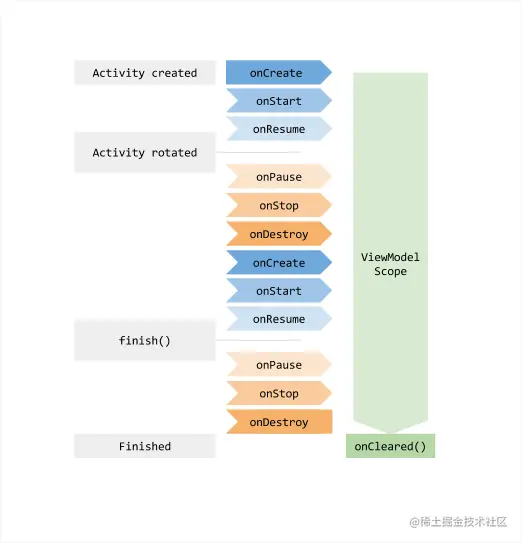 Activity created
onCreate
onStart
onResume
Activity rotated
onPause
onStop
onDestroy
onCreate
ViewModel
Scope
onStart
onResume
finish()
onPause
onStop
onDestroy
Finished
onCleared()
@稀土掘金技术社区